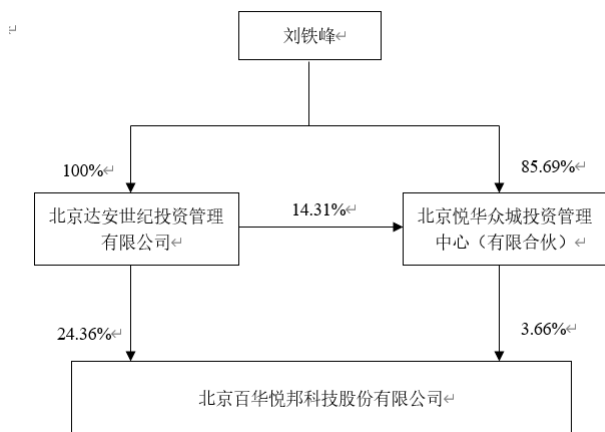 刘铁峰
100%
85.69%
北京达安世纪投资管理
有限公司
14.31%
北京悦华众城投资管理
中心（有限合伙）
24.36%
3.66%
北京百华悦邦科技股份有限公司